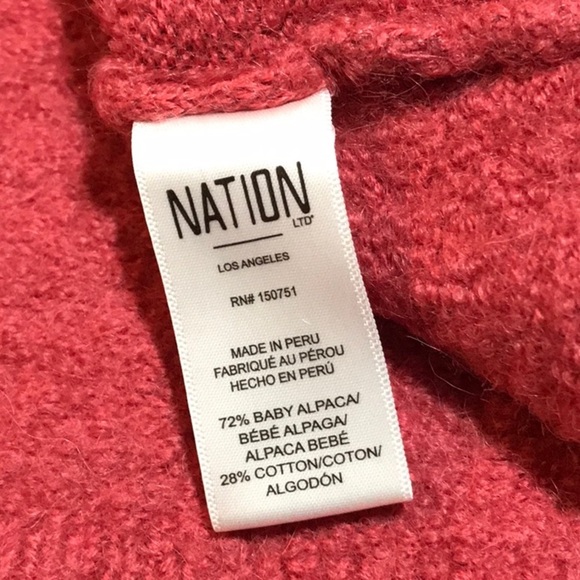 NATION
LTD
LOS ANGELES
RN# 150751
MADE IN PERU
FABRIQUÉ AU PÉROU
HECHO EN PERÚ
72% BABY ALPACA/
BÉBÉ ALPAGA/
ALPACA BEBÉ
28% COTTON/COTON/
ALGODÓN